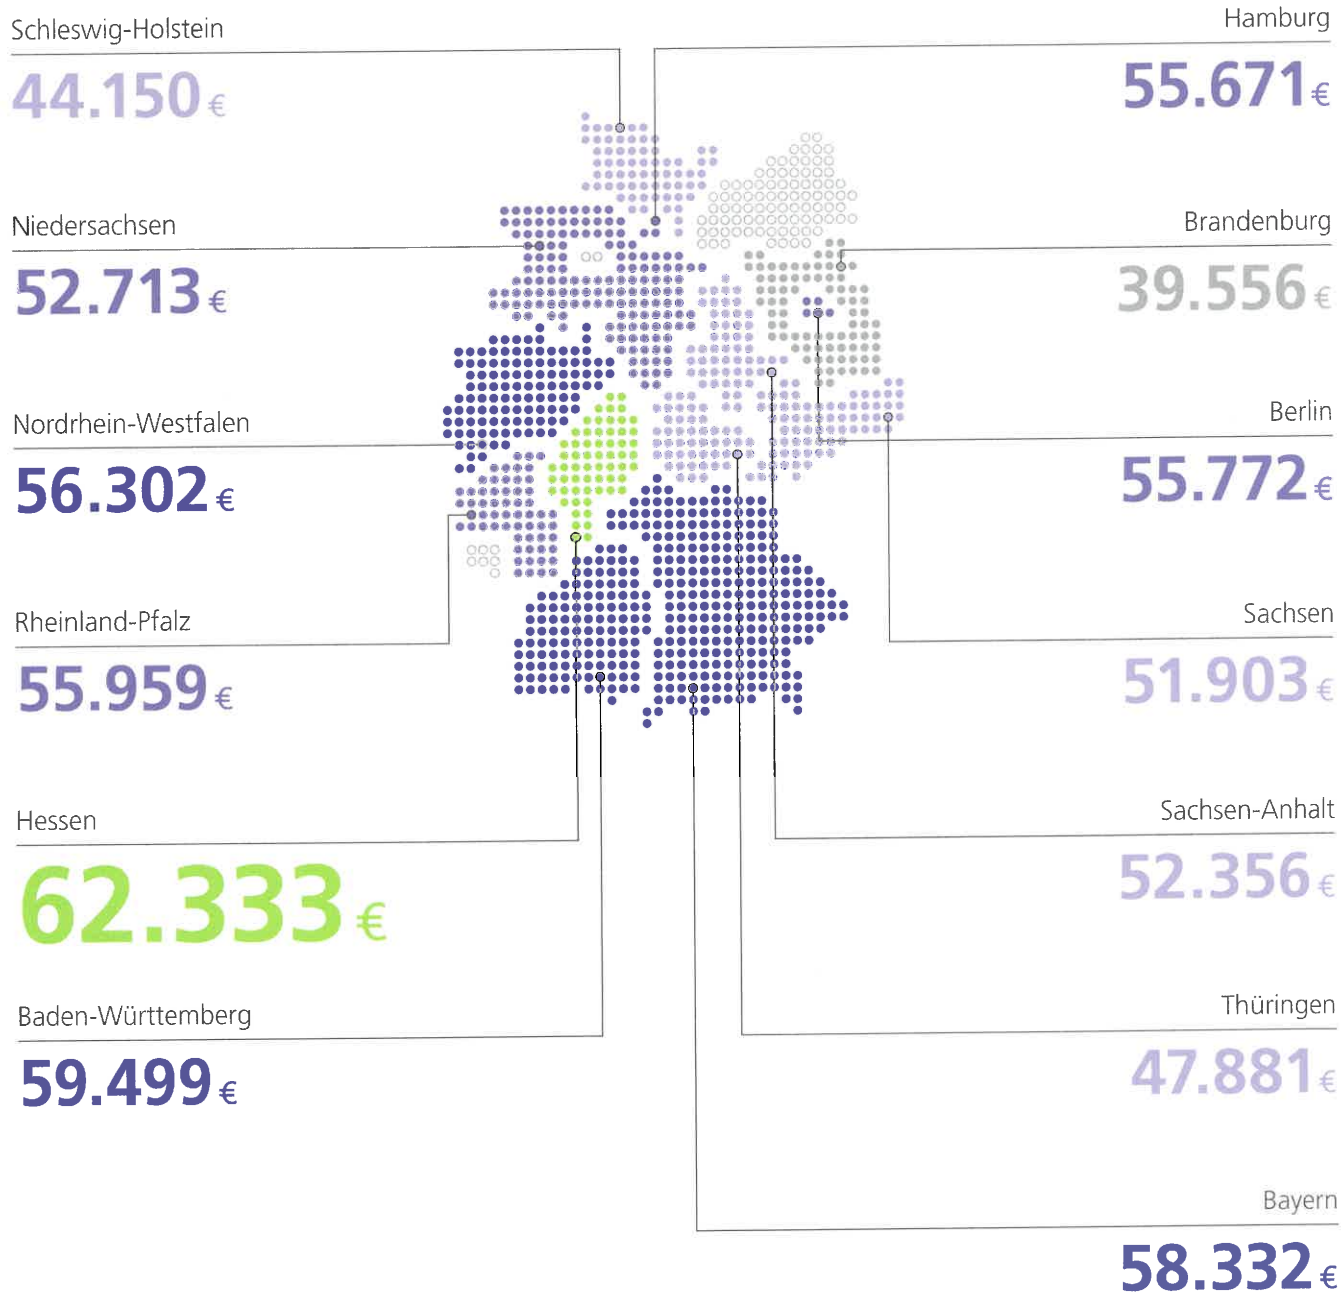 Schleswig-Holstein
44.150 €
Niedersachsen
52.713 €
Nordrhein-Westfalen
56.302 €
Rheinland-Pfalz
55.959 €
Hessen
62.333 €
Baden-Württemberg
59.499 €
Hamburg
55.671 €
Brandenburg
39.556 €
Berlin
55.772 €
Sachsen
51.903 €
Sachsen-Anhalt
52.356 €
Thüringen
47.881 €
Bayern
58.332 €